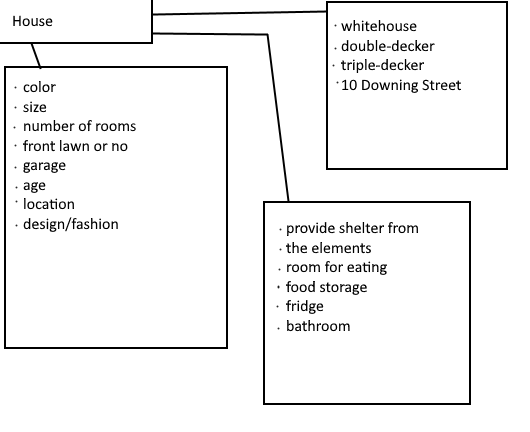 House
· whitehouse
· double-decker
· triple-decker
· 10 Downing Street
· color
· size
· number of rooms
· front lawn or no
· garage
· age
· location
· design/fashion
· provide shelter from
· the elements
· room for eating
· food storage
· fridge
· bathroom